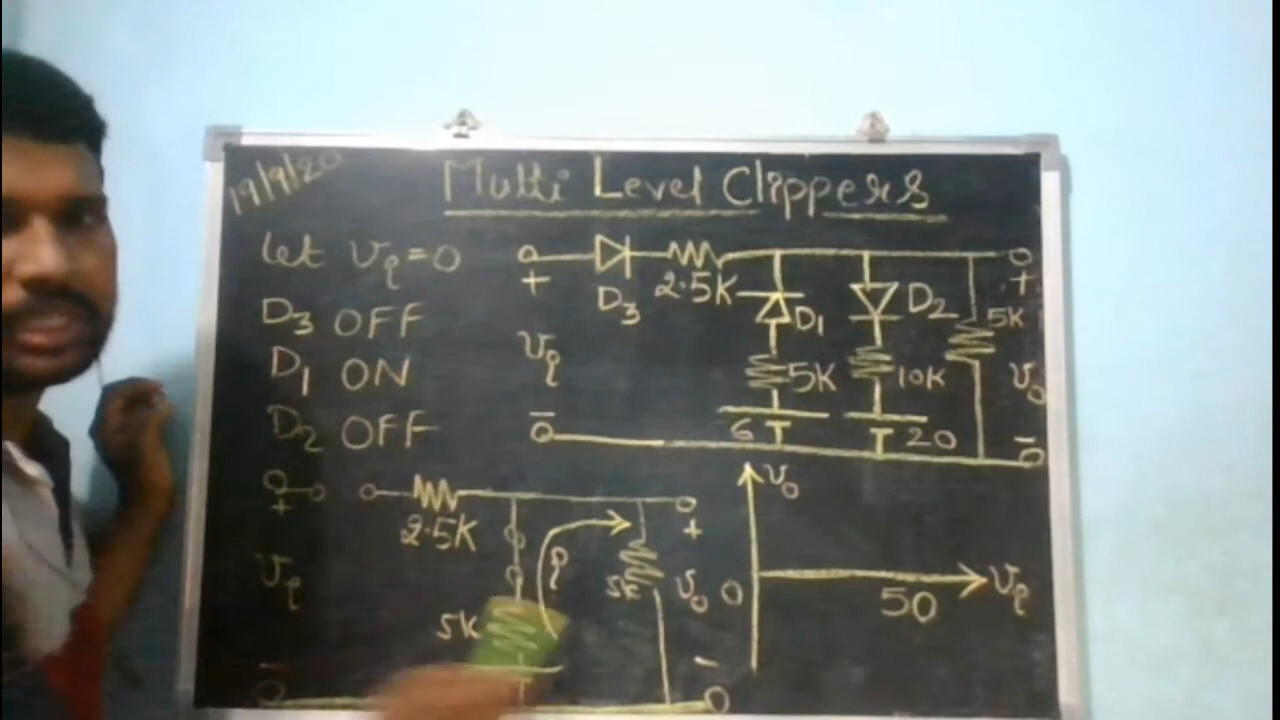 19/9/20
Multi Level Clippers
Let Vi=0
D3 OFF
D1 ON
D2 OFF
+
D3
2.5K
D1
D2
5K
+
Vi
5K
10K
Vo
6
20
-
-
+
2.5K
i
+
Vi
5K
5K
Vo
-
-
Vo
0
50
Vi